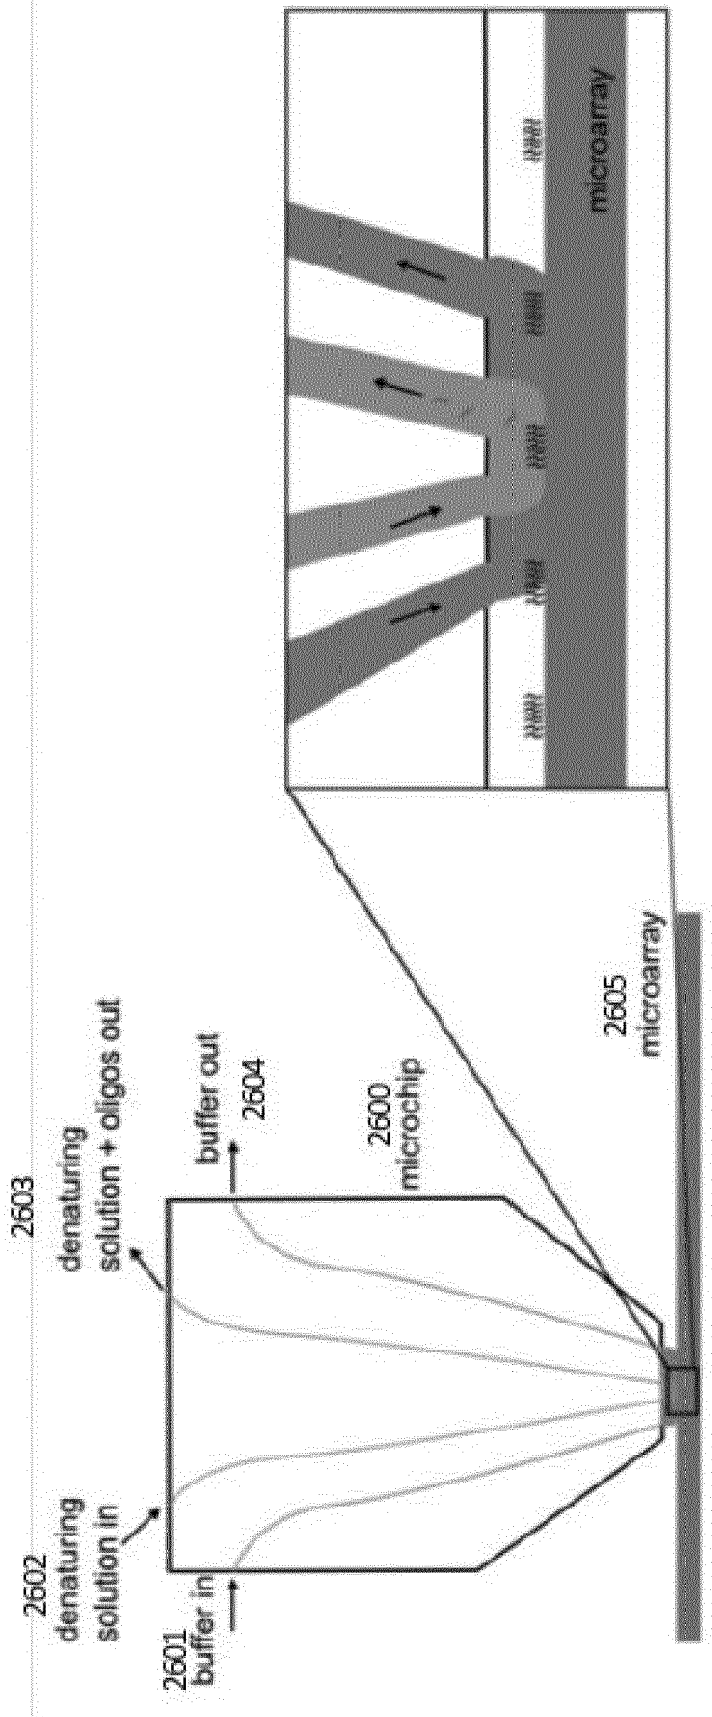 2601
buffer in
2602
denaturing
solution in
2603
denaturing
solution + oligos out
buffer out
2604
2600
microchip
2605
microarray
microarray